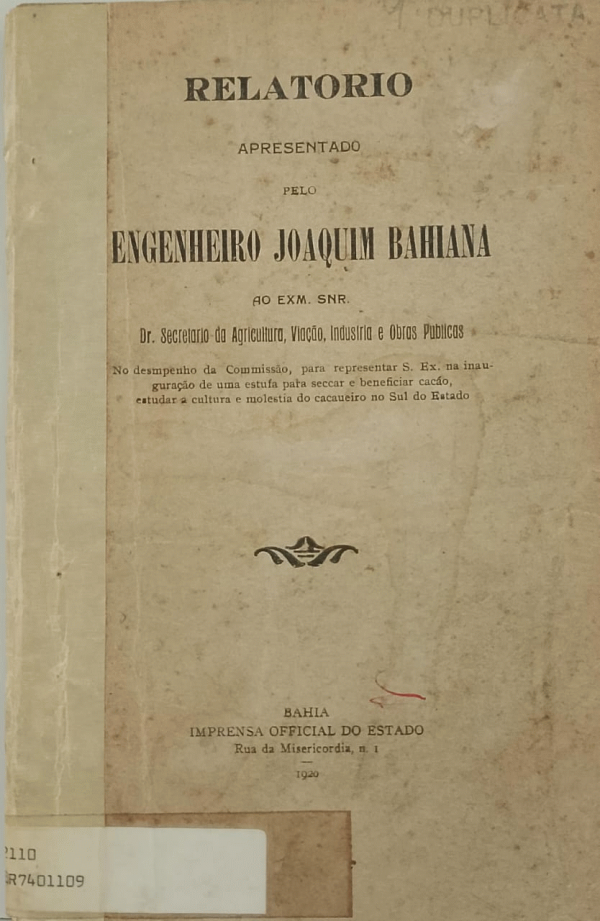 DUPLICATA
RELATORIO
APRESENTADO
PELO
ENGENHEIRO JOAQUIM BAHIANA
AO EXM. SNR.
Dr. Secretario da Agricultura, Viação, Industria e Obras Publicas
No desmpenho da Commissão, para representar S. Ex. na inau-
guração de uma estufa para seccar e beneficiar cacáo,
estudar a cultura e molestia do cacaueiro no Sul do Estado
BAHIA
IMPRENSA OFFICIAL DO ESTADO
Rua da Misericordia, n. 1
1920
2110
R7401109